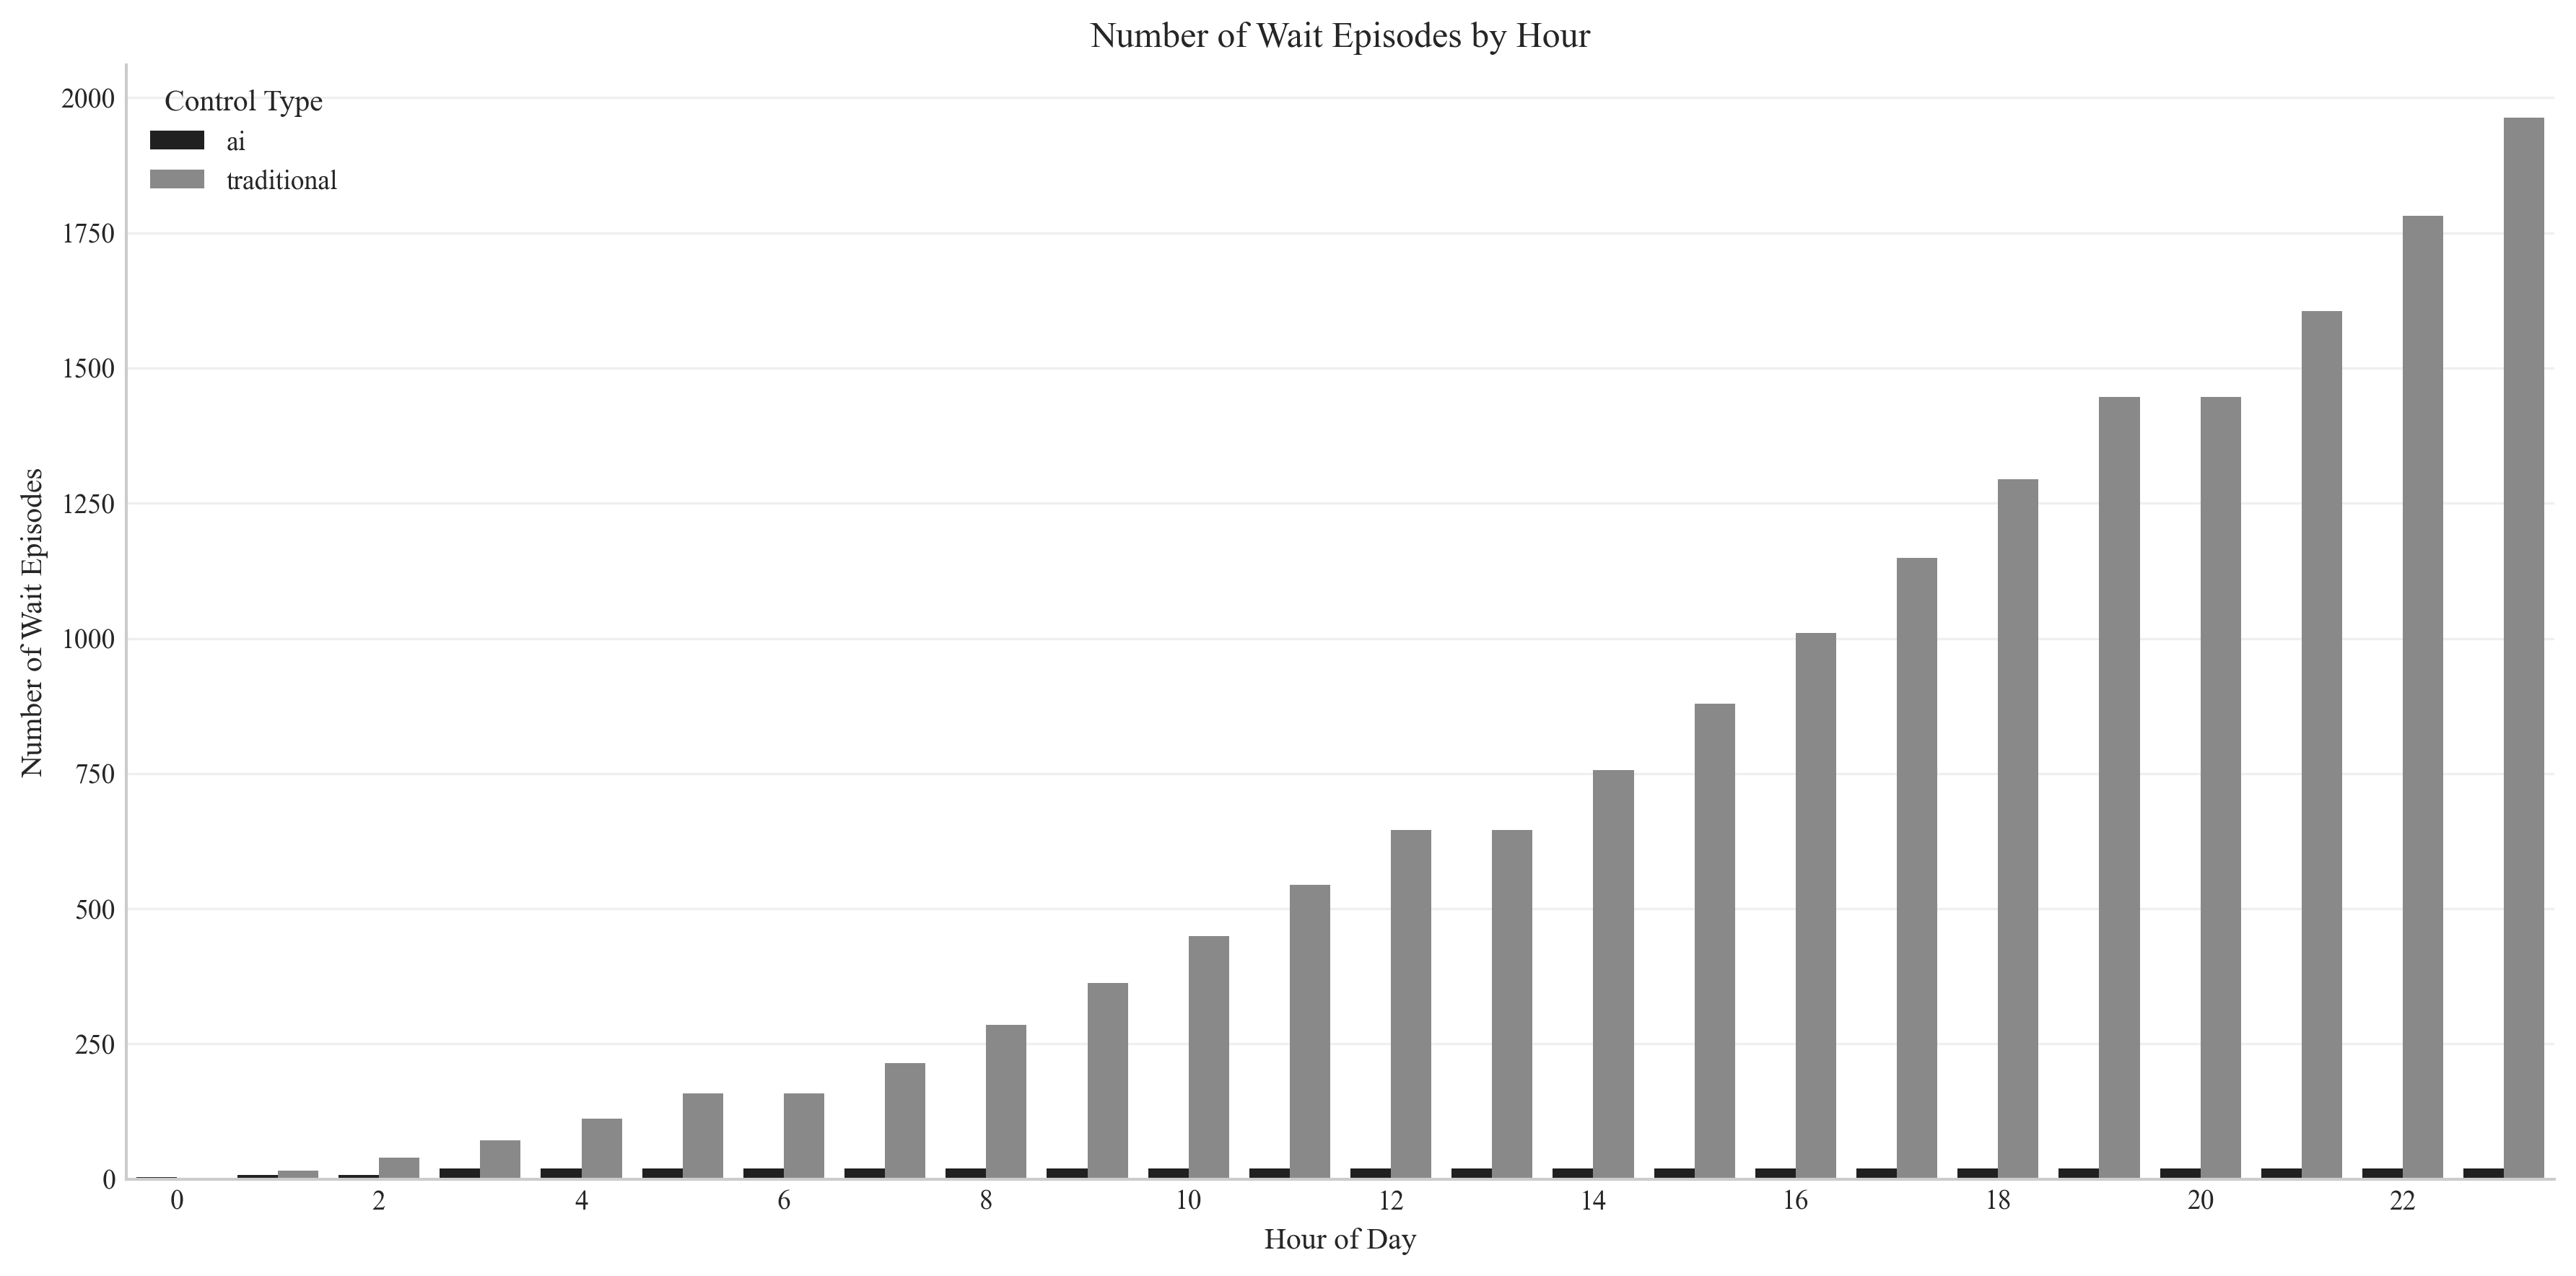 Number of Wait Episodes by Hour
Control Type
ai
traditional
Number of Wait Episodes
2000
1750
1500
1250
1000
750
500
250
0
0 2 4 6 8 10 12 14 16 18 20 22
Hour of Day